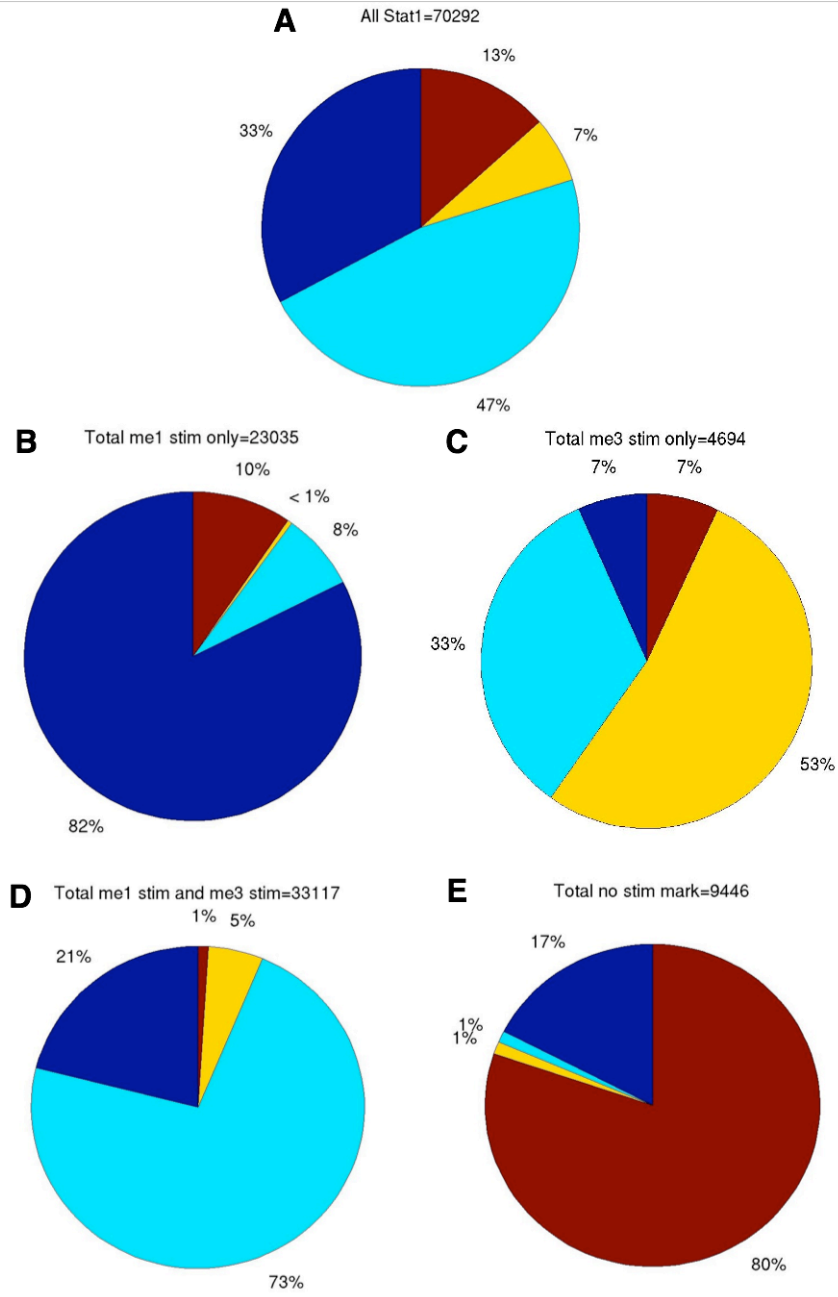 A
All Stat1=70292
13%
33%
7%
47%
B
Total me1 stim only=23035
10%
< 1%
8%
82%
C
Total me3 stim only=4694
7%
7%
33%
53%
D
Total me1 stim and me3 stim=33117
1%
5%
21%
73%
E
Total no stim mark=9446
17%
1%
1%
80%